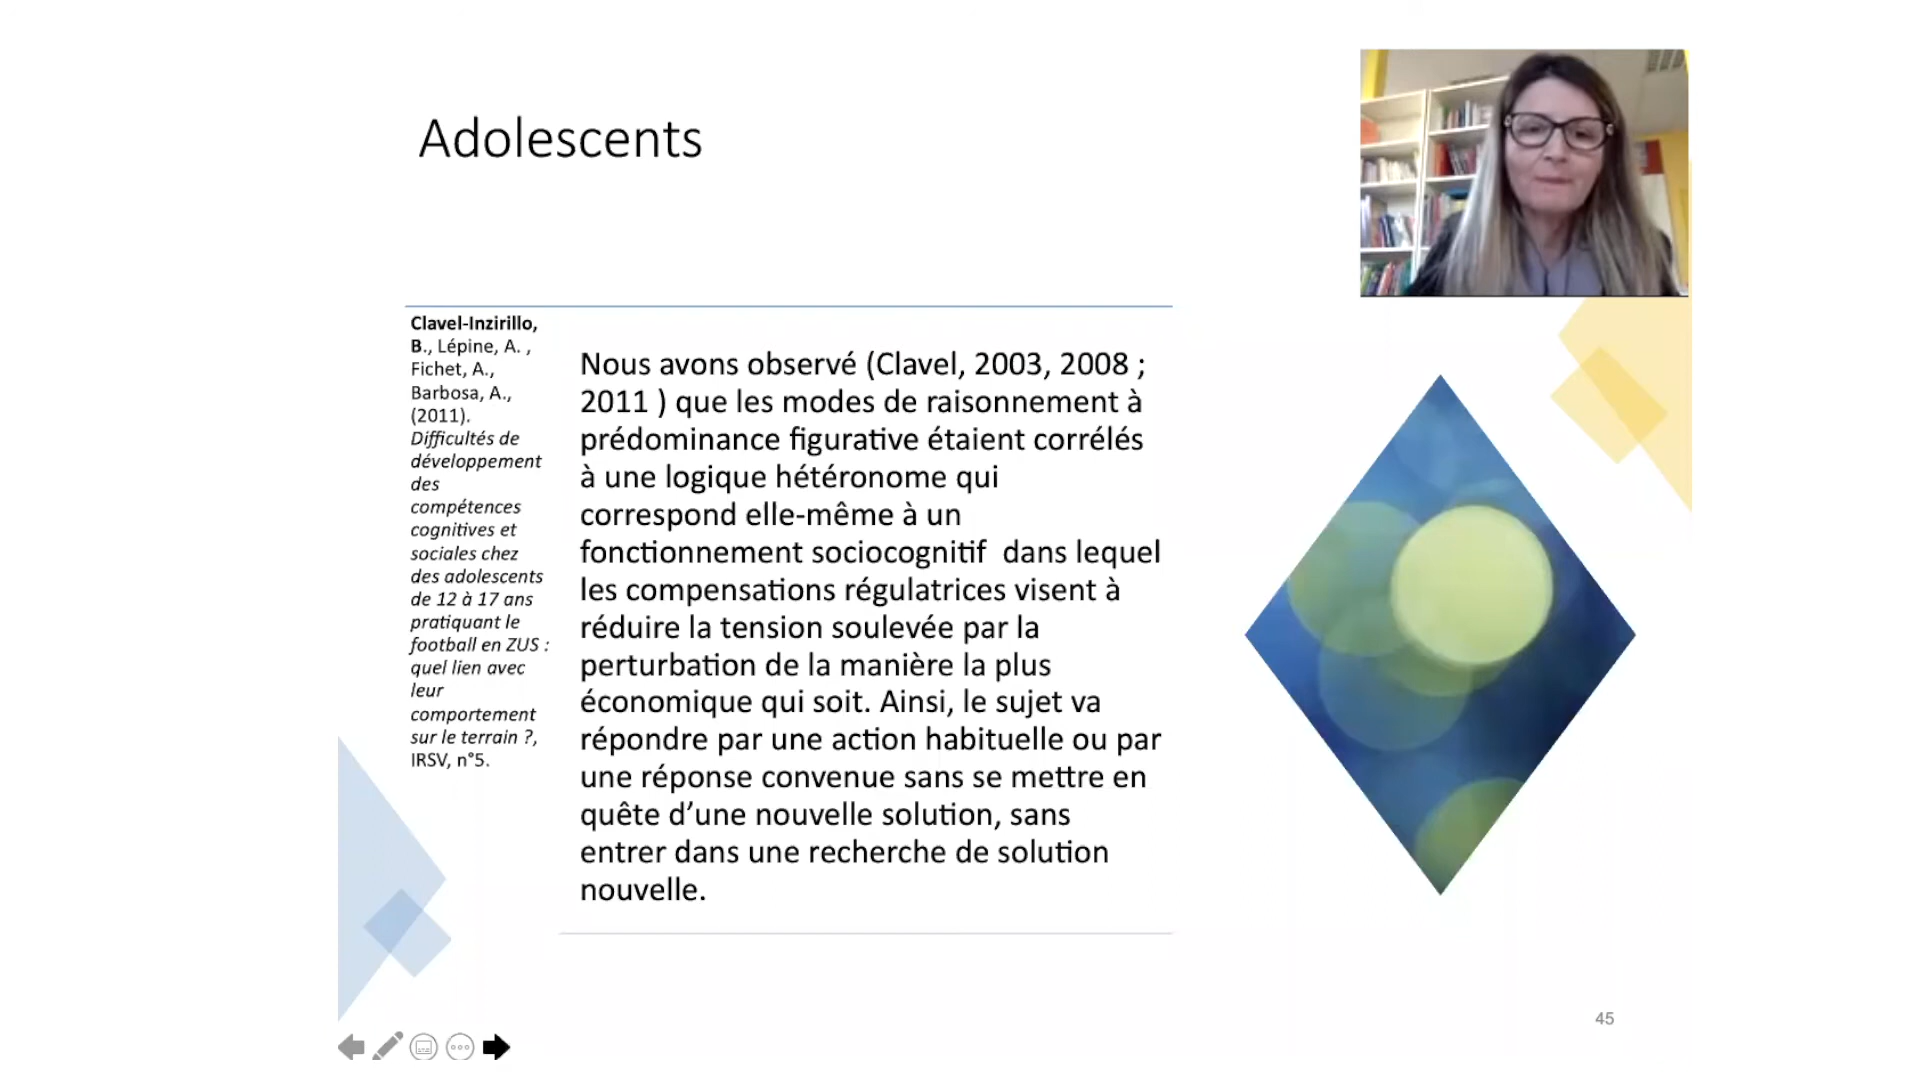 Adolescents
Clavel-Inzirillo,
B., Lépine, A. ,
Fichet, A.,
Barbosa, A.,
(2011).
Difficultés de
développement
des
compétences
cognitives et
sociales chez
des adolescents
de 12 à 17 ans
pratiquant le
football en ZUS :
quel lien avec
leur
comportement
sur le terrain ?,
IRSV, n°5.
Nous avons observé (Clavel, 2003, 2008 ;
2011 ) que les modes de raisonnement à
prédominance figurative étaient corrélés
à une logique hétéronome qui
correspond elle-même à un
fonctionnement sociocognitif  dans lequel
les compensations régulatrices visent à
réduire la tension soulevée par la
perturbation de la manière la plus
économique qui soit. Ainsi, le sujet va
répondre par une action habituelle ou par
une réponse convenue sans se mettre en
quête d’une nouvelle solution, sans
entrer dans une recherche de solution
nouvelle.
45